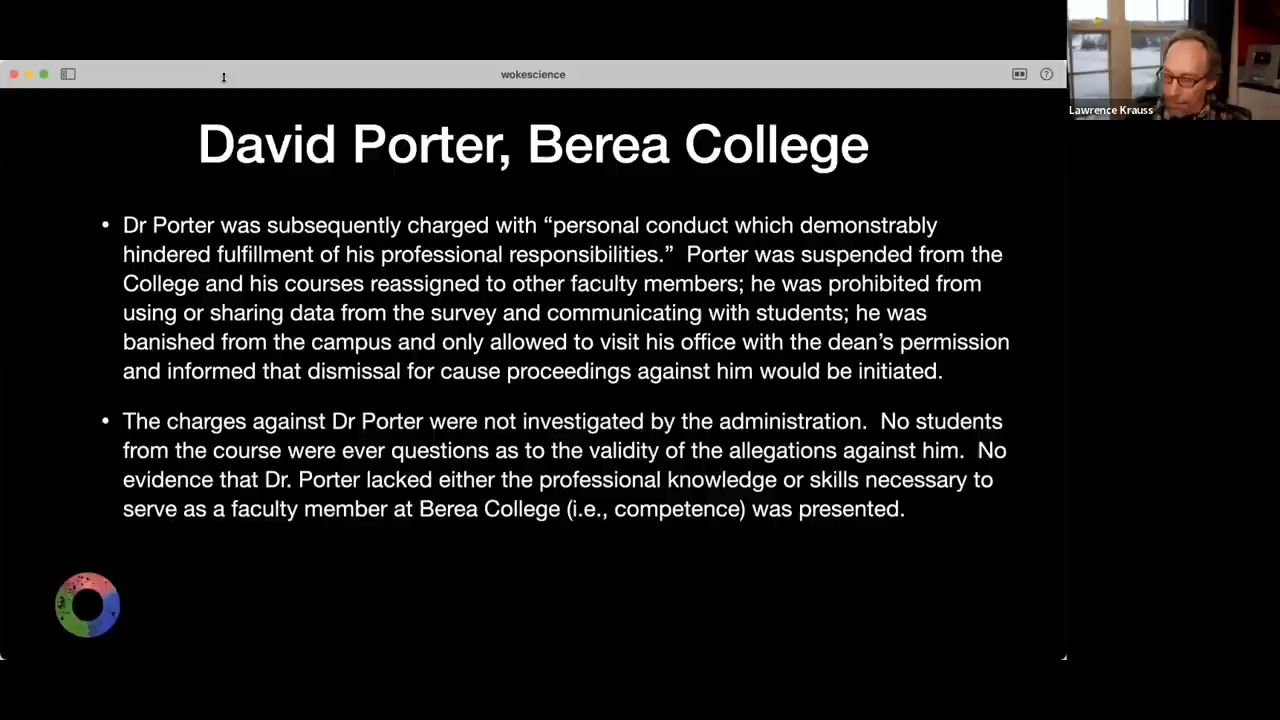 wokescience
Lawrence Krauss
David Porter, Berea College
• Dr Porter was subsequently charged with “personal conduct which demonstrably
hindered fulfillment of his professional responsibilities.”  Porter was suspended from the
College and his courses reassigned to other faculty members; he was prohibited from
using or sharing data from the survey and communicating with students; he was
banished from the campus and only allowed to visit his office with the dean’s permission
and informed that dismissal for cause proceedings against him would be initiated.
• The charges against Dr Porter were not investigated by the administration.  No students
from the course were ever questions as to the validity of the allegations against him.  No
evidence that Dr. Porter lacked either the professional knowledge or skills necessary to
serve as a faculty member at Berea College (i.e., competence) was presented.